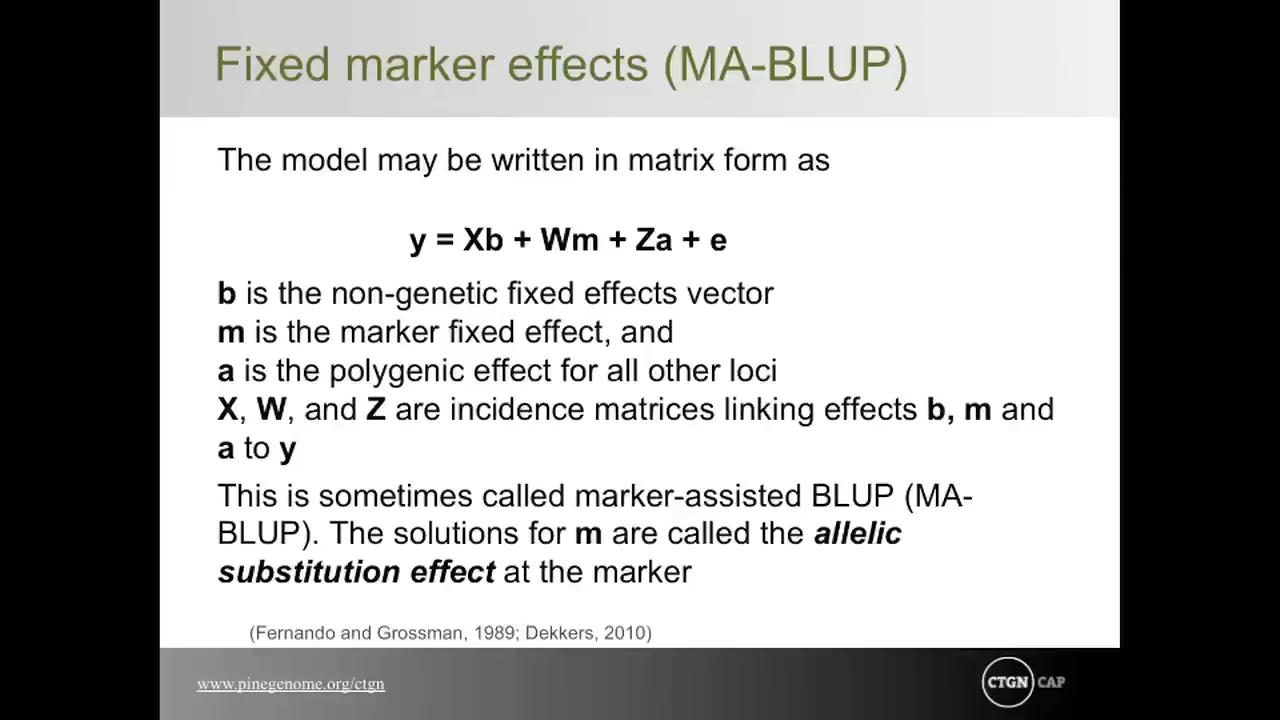 Fixed marker effects (MA-BLUP)
The model may be written in matrix form as
y = Xb + Wm + Za + e
b is the non-genetic fixed effects vector
m is the marker fixed effect, and
a is the polygenic effect for all other loci
X, W, and Z are incidence matrices linking effects b, m and
a to y
This is sometimes called marker-assisted BLUP (MA-
BLUP). The solutions for m are called the allelic
substitution effect at the marker
(Fernando and Grossman, 1989; Dekkers, 2010)
www.pinegenome.org/ctgn
CTGN CAP